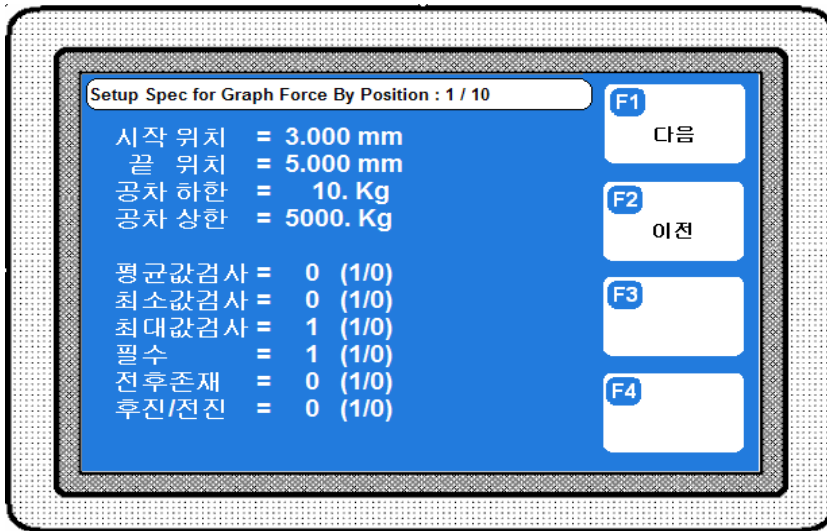 Setup Spec for Graph Force By Position : 1 / 10
시작 위치 = 3.000 mm
끝 위치 = 5.000 mm
공차 하한 = 10. Kg
공차 상한 = 5000. Kg
평균값검사 = 0 (1/0)
최소값검사 = 0 (1/0)
최대값검사 = 1 (1/0)
필수 = 1 (1/0)
전후존재 = 0 (1/0)
후진/전진 = 0 (1/0)
F1
다음
F2
이전
F3
F4